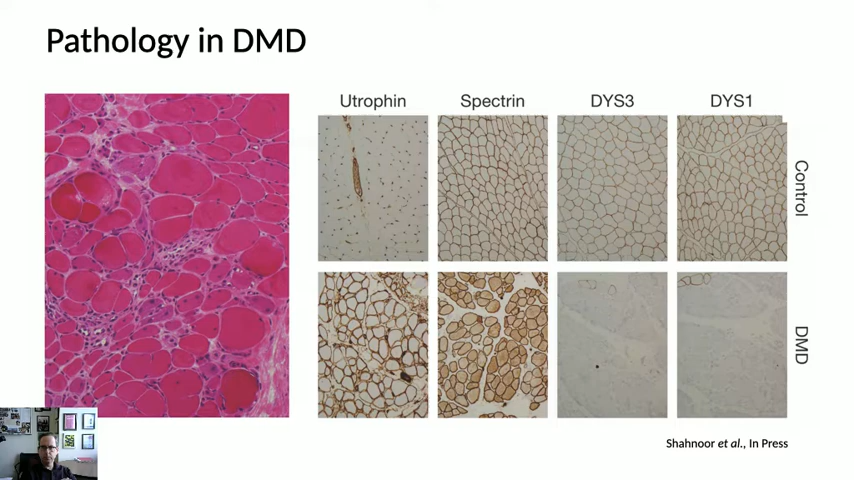 Pathology in DMD
Utrophin Spectrin DYS3 DYS1
Control
DMD
Shahnoor et al., In Press